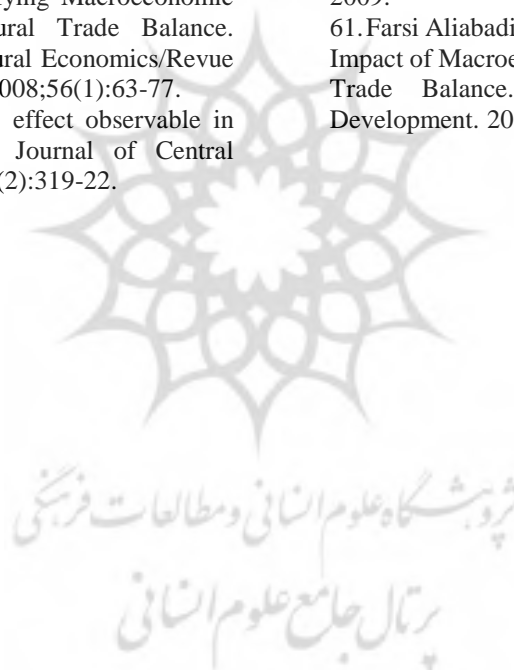 rying Macroeconomic
ural Trade Balance.
ural Economics/Revue
2008;56(1):63-77.
effect observable in
Journal of Central
(2):319-22.
2009.
61.Farsi Aliabadi
Impact of Macroe
Trade Balance.
Development. 20
پژوهشگاه علوم انسانی و مطالعات فرهنگی
پرتال جامع علوم انسانی